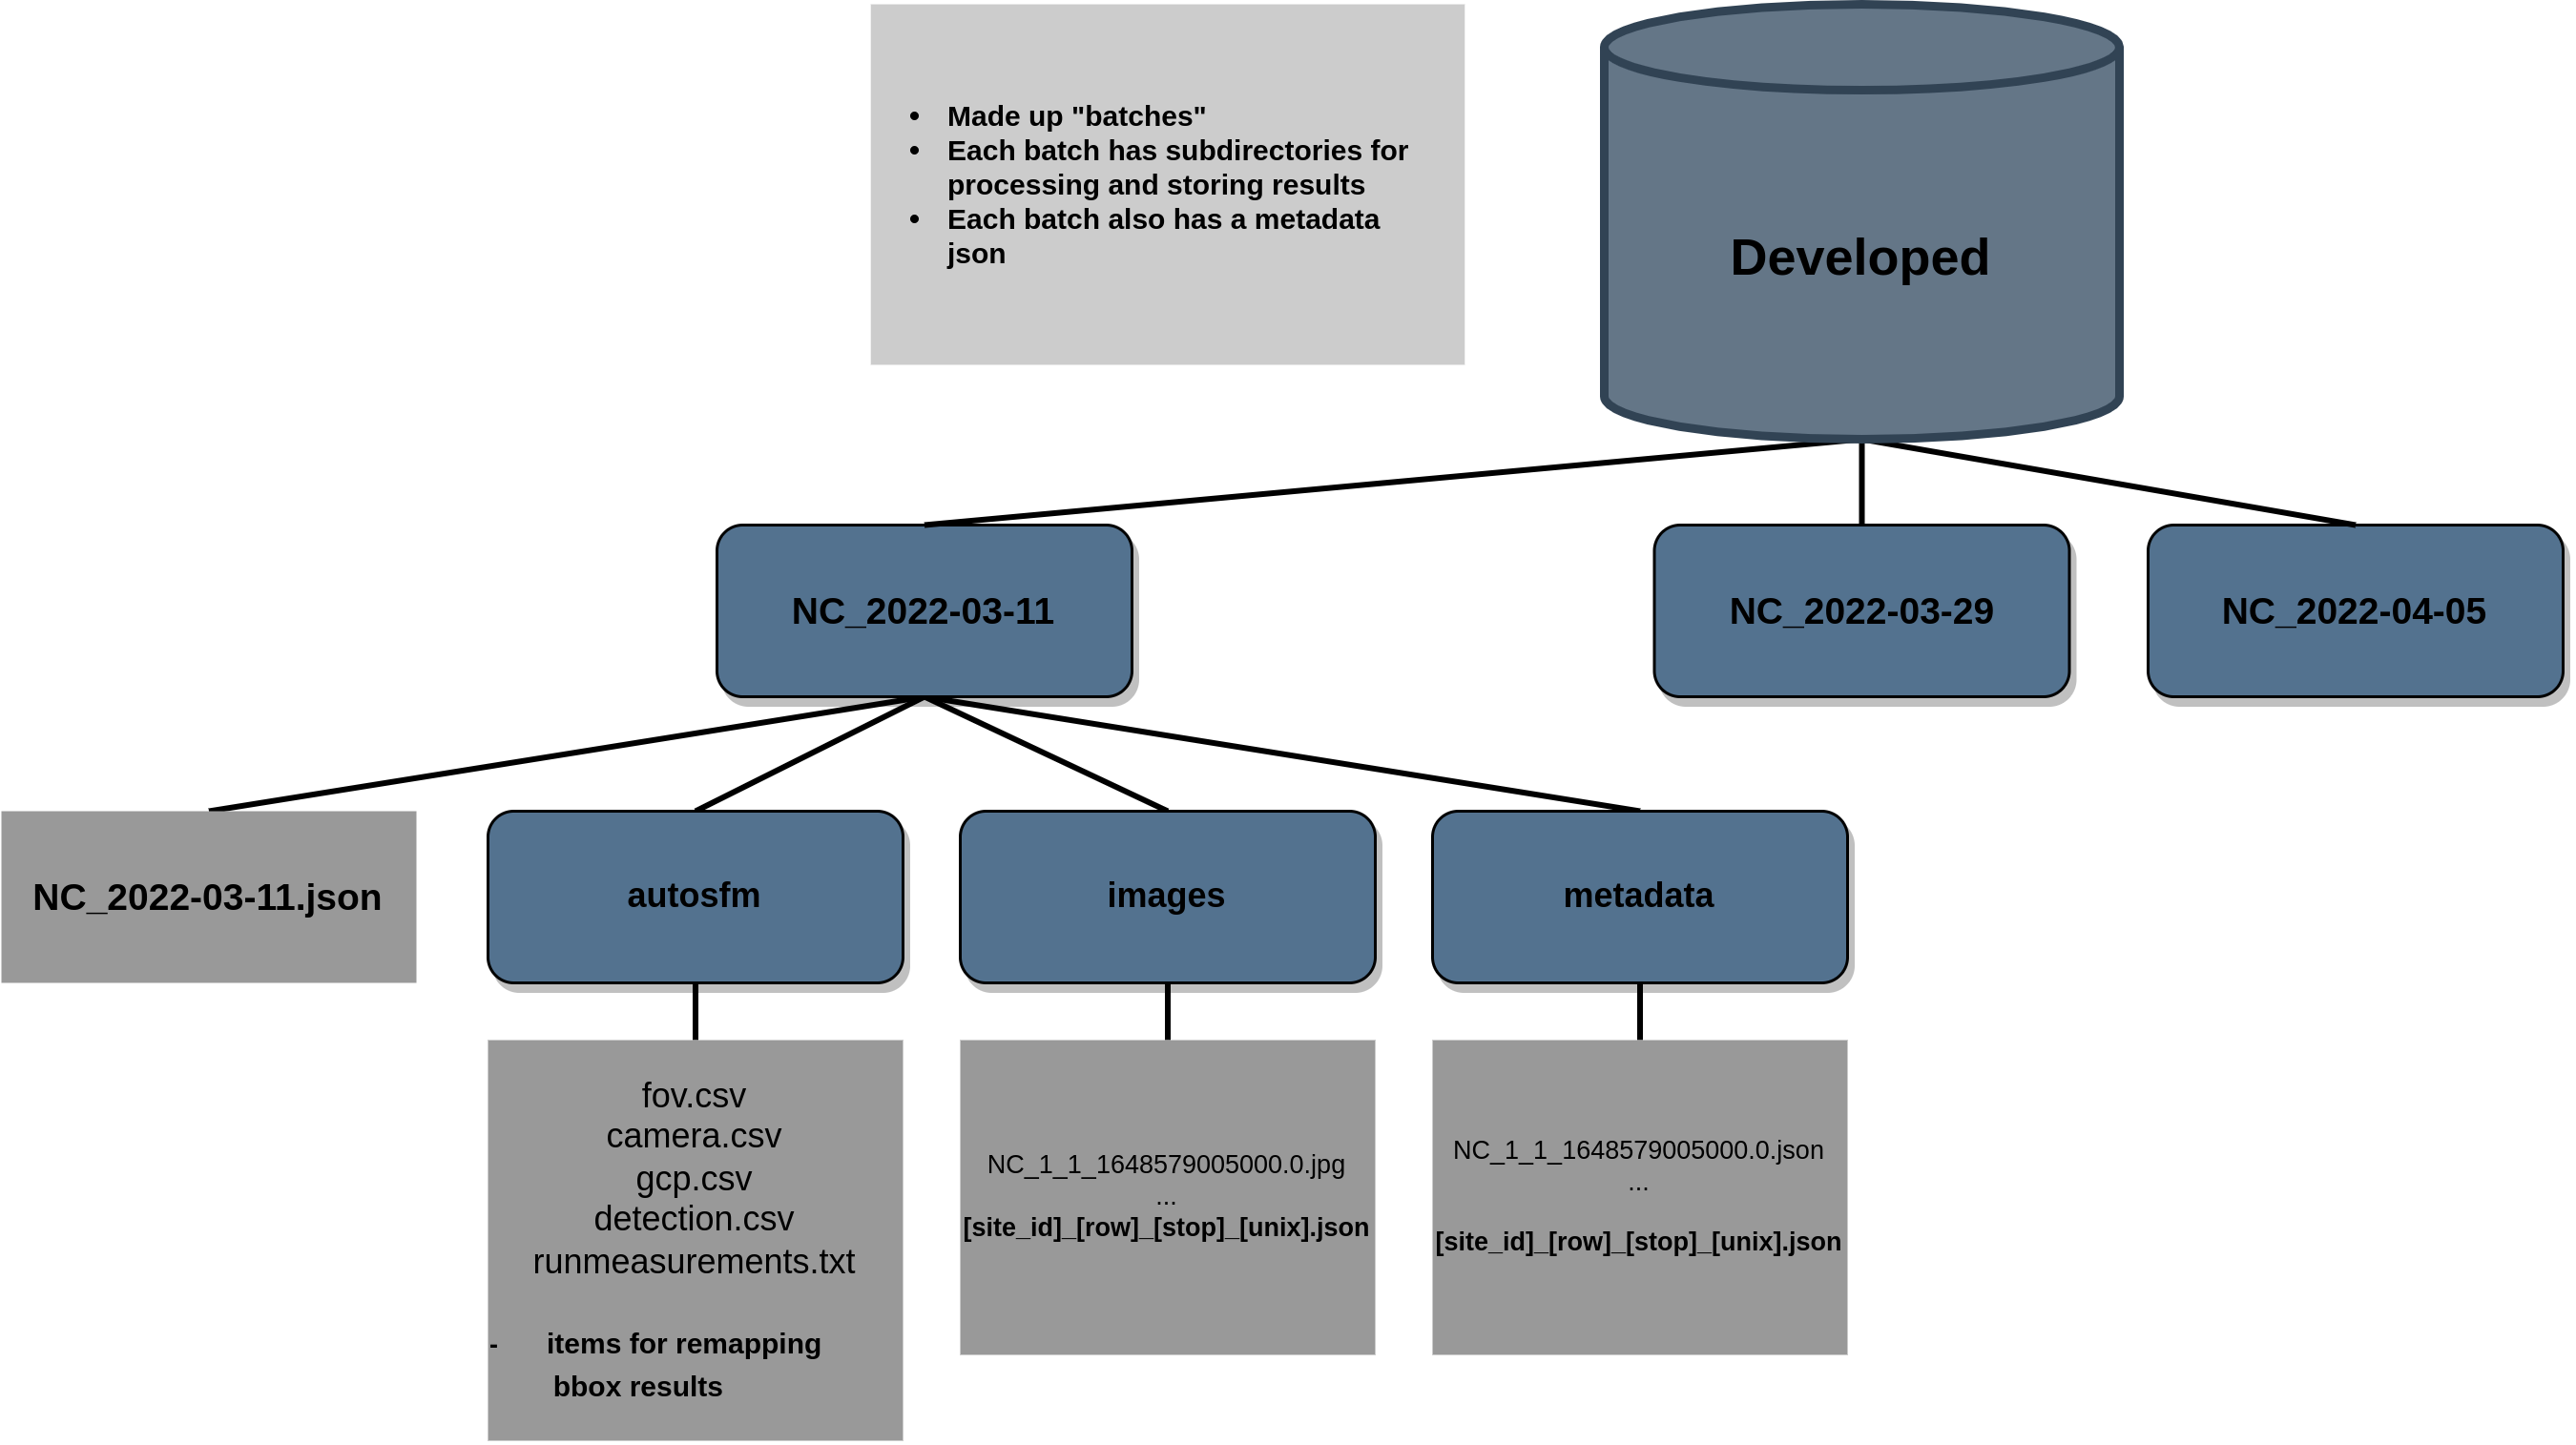 • Made up "batches"
• Each batch has subdirectories for
processing and storing results
• Each batch also has a metadata
json
Developed
NC_2022-03-11
NC_2022-03-29
NC_2022-04-05
NC_2022-03-11.json
autosfm
images
metadata
fov.csv
camera.csv
gcp.csv
detection.csv
runmeasurements.txt
- items for remapping
bbox results
NC_1_1_1648579005000.0.jpg
...
[site_id]_[row]_[stop]_[unix].json
NC_1_1_1648579005000.0.json
...
[site_id]_[row]_[stop]_[unix].json